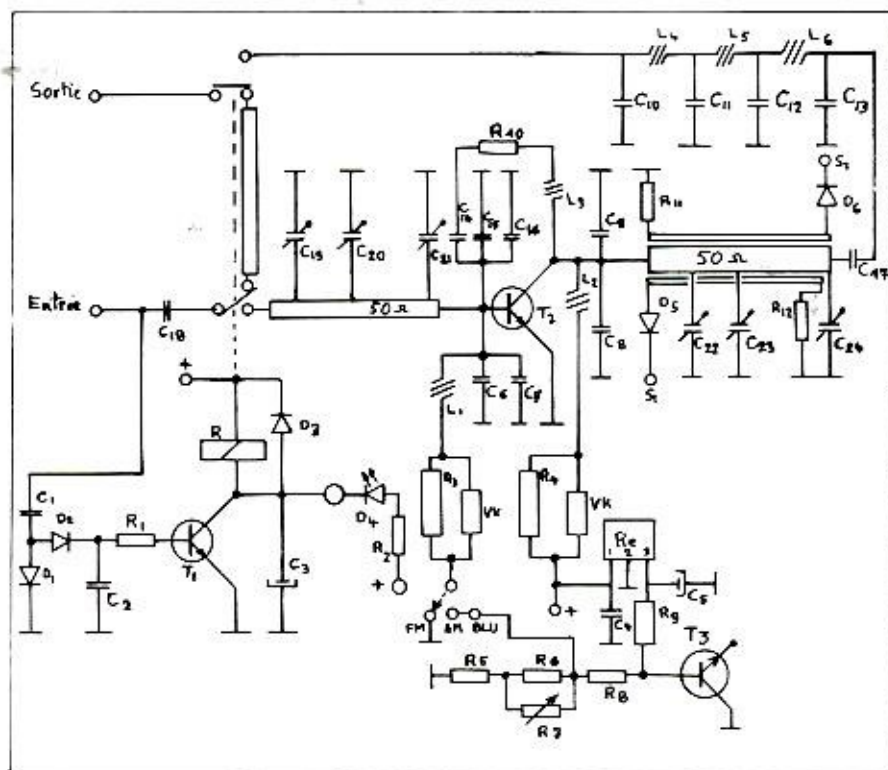 L4 L5 L6
Sortie
C10 C11 C12 C13
R10
S2
L3
D6
C14 C15 C16
C9
R11
C19 C20 C21
50 Ω
C17
Entrée
C18
50 Ω
T2
L2
D5
R12
C22 C23 C24
C8
S1
L1
C6 C7
+
R
D3
R3
VK
R4
VK
C1
D2
R1
T1
D4
R2
+
Re
1 2 3
C5
D1
C2
C3
+
C4
R9
T3
FM AM BLU
R5 R6
R8
R7